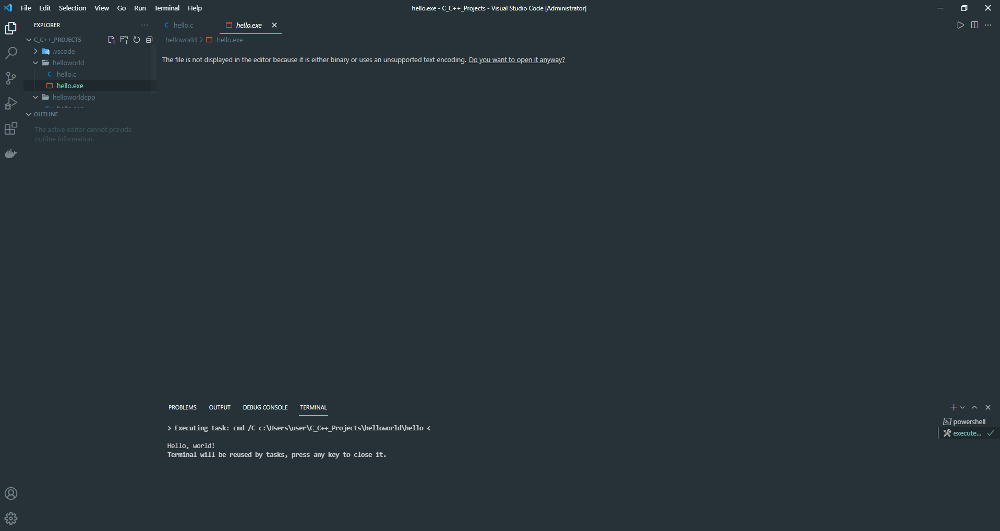 File Edit Selection View Go Run Terminal Help
hello.exe - C_C++_Projects - Visual Studio Code [Administrator]
EXPLORER
C_C++_PROJECTS
.vscode
helloworld
C hello.c
hello.exe
helloworldcpp
OUTLINE
The active editor cannot provide
outline information.
C hello.c
hello.exe
helloworld > hello.exe
The file is not displayed in the editor because it is either binary or uses an unsupported text encoding. Do you want to open it anyway?
PROBLEMS OUTPUT DEBUG CONSOLE TERMINAL
> Executing task: cmd /C c:\Users\user\C_C++_Projects\helloworld\hello <
Hello, world!
Terminal will be reused by tasks, press any key to close it.
powershell
execute...